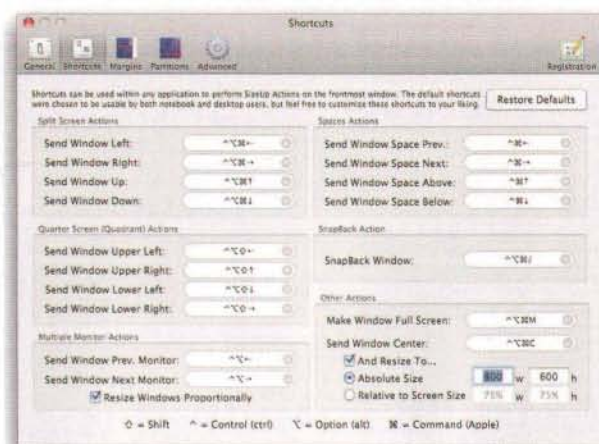 Shortcuts
General Shortcuts Margins Partitions Advanced Registration
Shortcuts can be used within any application to perform SizeUp Actions on the frontmost window. The default shortcuts
were chosen to be usable by both notebook and desktop users, but feel free to customize these shortcuts to your liking.
Restore Defaults
Split Screen Actions
Send Window Left: ^⌥⌘←
Send Window Right: ^⌥⌘→
Send Window Up: ^⌥⌘↑
Send Window Down: ^⌥⌘↓
Quarter Screen (Quadrant) Actions
Send Window Upper Left: ^⌥⇧←
Send Window Upper Right: ^⌥⇧↑
Send Window Lower Left: ^⌥⇧↓
Send Window Lower Right: ^⌥⇧→
Multiple Monitor Actions
Send Window Prev. Monitor: ^⌥←
Send Window Next Monitor: ^⌥→
Resize Windows Proportionally
Spaces Actions
Send Window Space Prev.: ^⌘←
Send Window Space Next: ^⌘→
Send Window Space Above: ^⌘↑
Send Window Space Below: ^⌘↓
SnapBack Action
SnapBack Window: ^⌥⌘/
Other Actions
Make Window Full Screen: ^⌥⌘M
Send Window Center: ^⌥⌘C
And Resize To...
Absolute Size 800 w 600 h
Relative to Screen Size 75% w 75% h
⇧ = Shift ^ = Control (ctrl) ⌥ = Option (alt) ⌘ = Command (Apple)